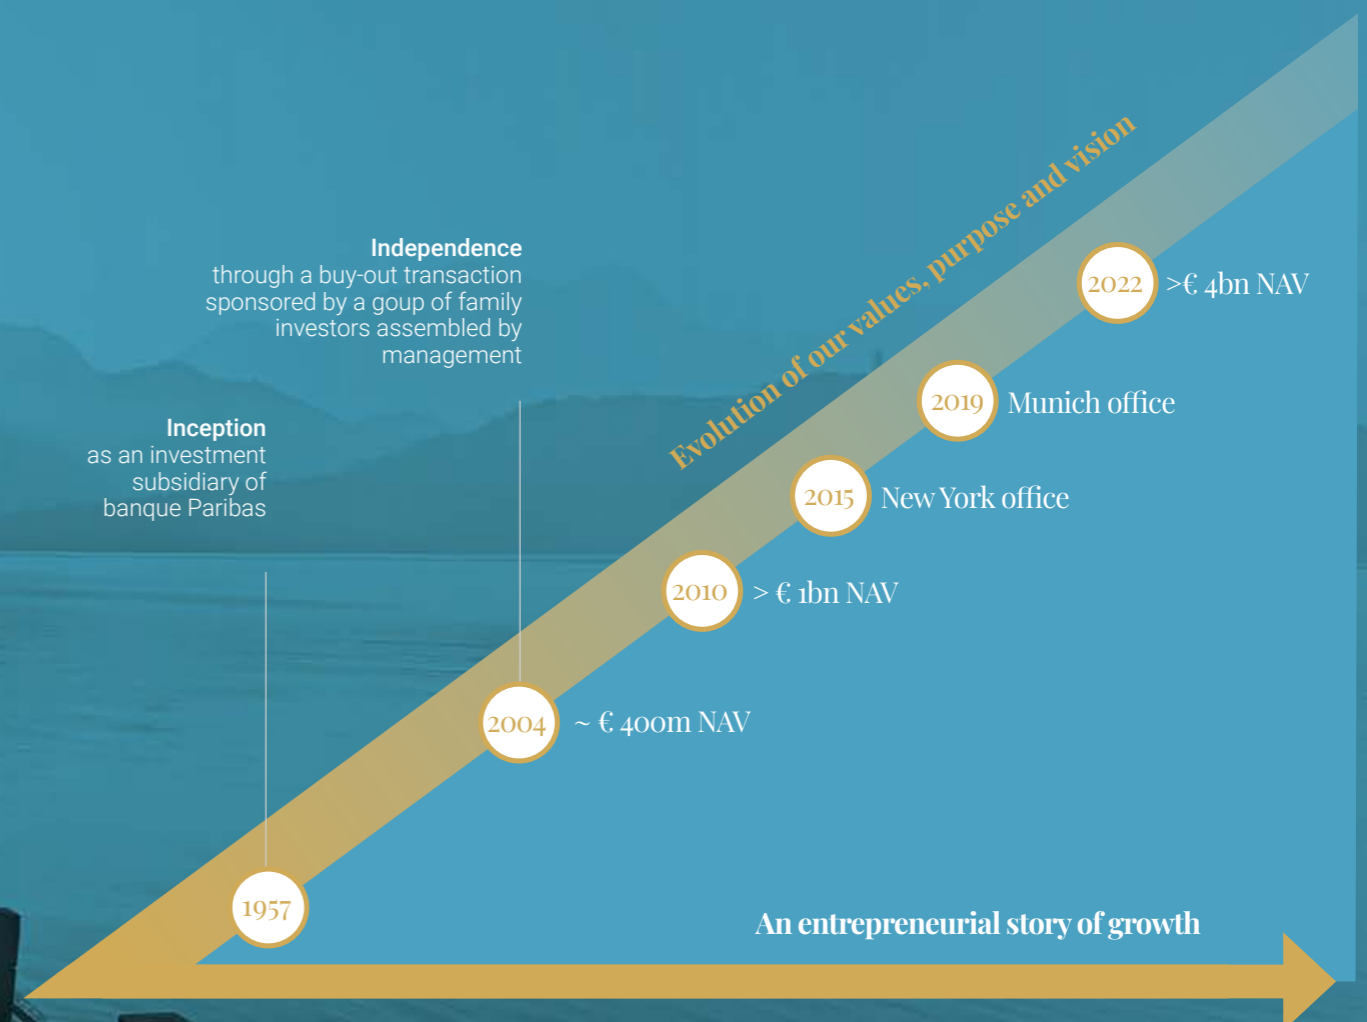 Independence
through a buy-out transaction
sponsored by a goup of family
investors assembled by
management
Inception
as an investment
subsidiary of
banque Paribas
Evolution of our values, purpose and vision
2022 >€ 4bn NAV
2019 Munich office
2015 New York office
2010 > € 1bn NAV
2004 ~ € 400m NAV
1957
An entrepreneurial story of growth